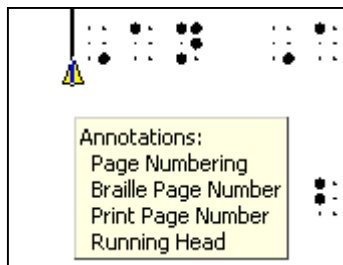 ⠠⠁⠝ ⠠
Annotations:
Page Numbering
Braille Page Number
Print Page Number
Running Head